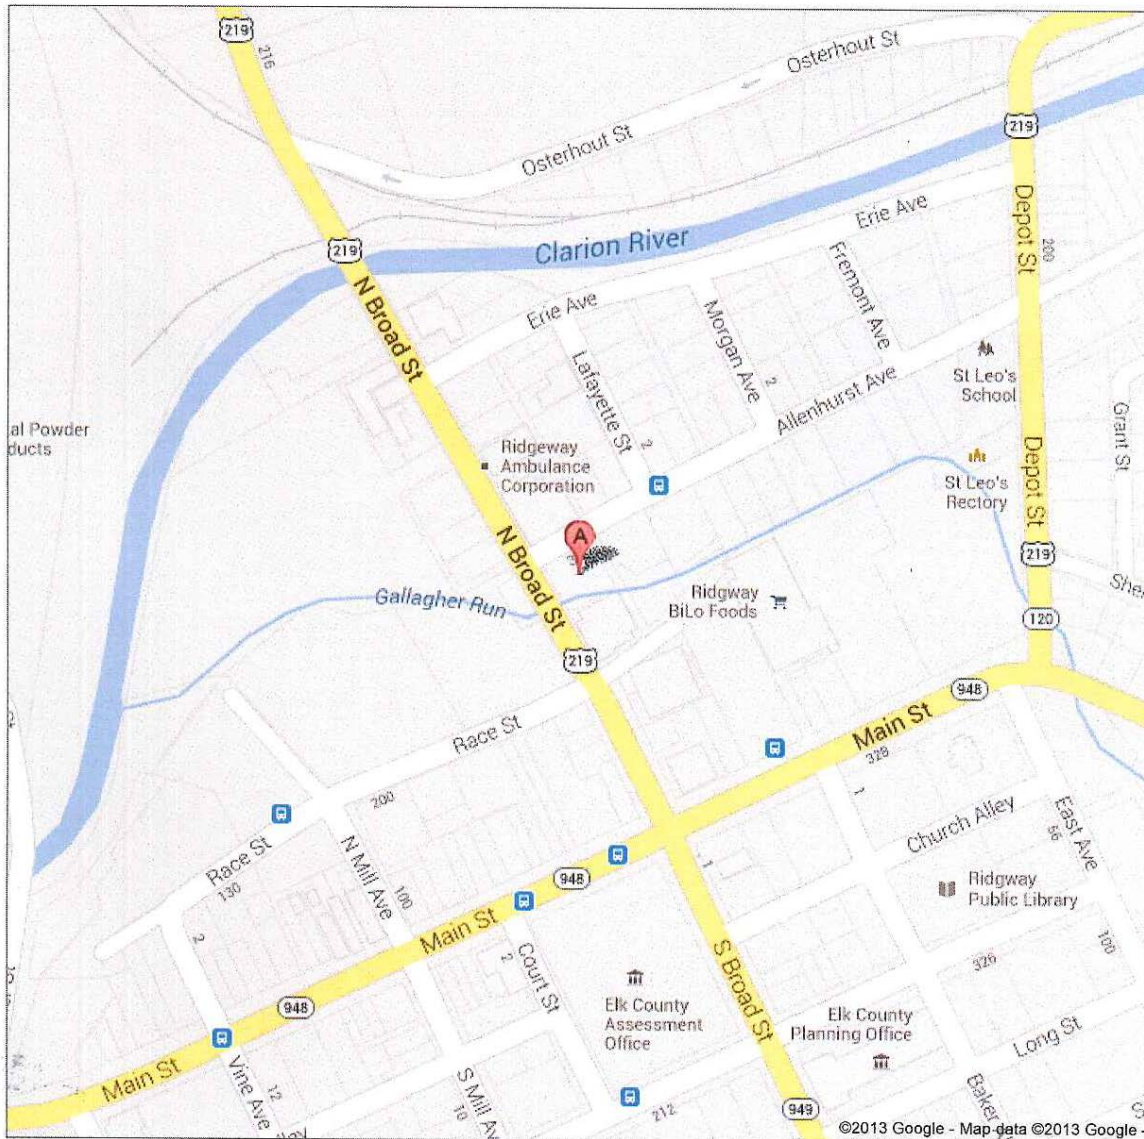 219
216
Osterhout St
Osterhout St
219
Clarion River
Erie Ave
219
N Broad St
Erie Ave
Fremont Ave
Depot St
200
Morgan Ave
2
Lafayette St
2
Allenhurst Ave
St Leo's
School
Grant St
Ridgeway
Ambulance
Corporation
St Leo's
Rectory
Depot St
A
N Broad St
219
Gallagher Run
Ridgway
BiLo Foods
120
219
948
Main St
Race St
328
1
200
Church Alley
East Ave
66
Race St
130
N Mill Ave
100
948
1
Ridgway
Public Library
Main St
2
Court St
2
S Broad St
326
100
948
Elk County
Assessment
Office
Elk County
Planning Office
Long St
Main St
Vine Ave
12
S Mill Ave
10
212
949
©2013 Google - Map data ©2013 Google -